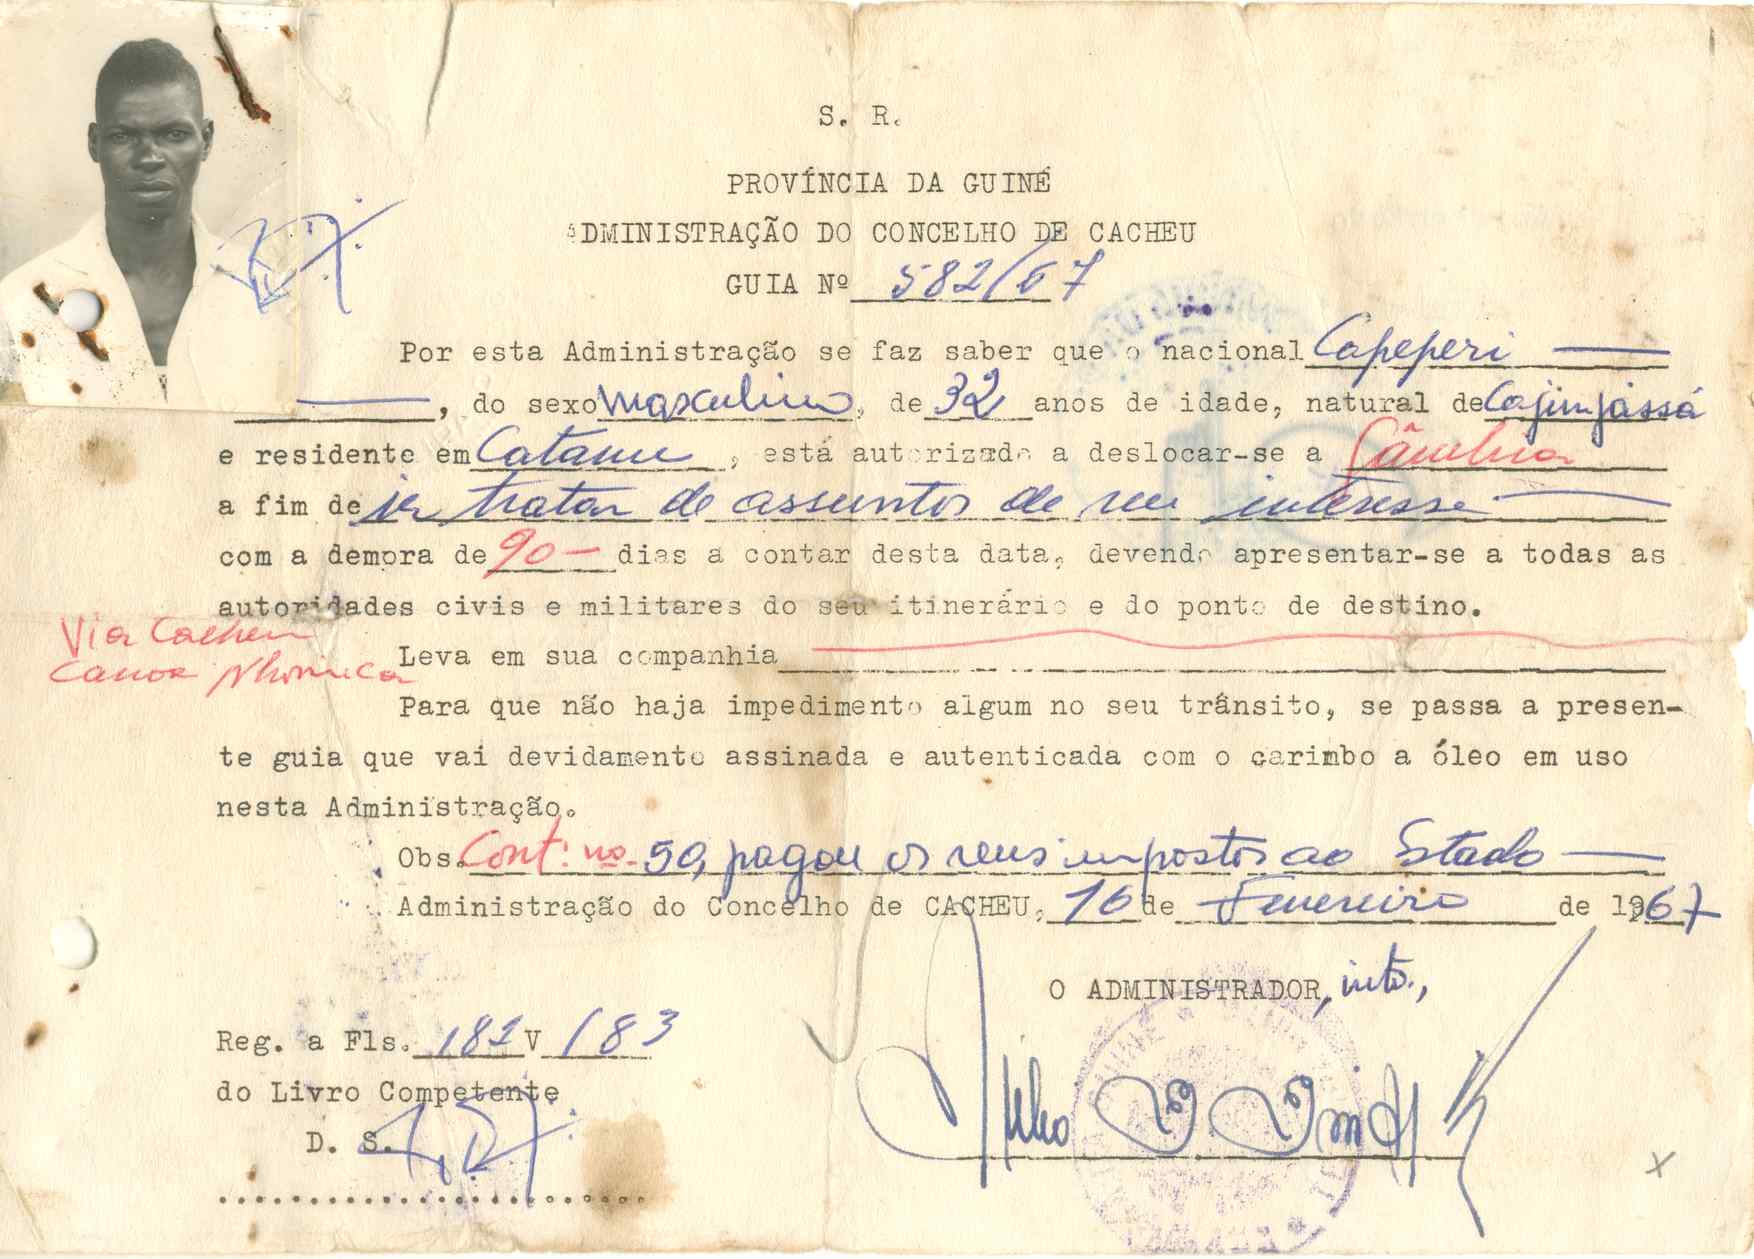 S. R.
PROVÍNCIA DA GUINÉ
ADMINISTRAÇÃO DO CONCELHO DE CACHEU
GUIA Nº 582/67
Por esta Administração se faz saber que o nacional Capeperi
, do sexo masculino, de 32 anos de idade, natural de Cajinjassá
e residente em Catame, está autorizado a deslocar-se a Gâmbia
a fim de ir tratar de assuntos de seu interesse
com a demora de 90 — dias a contar desta data, devendo apresentar-se a todas as
autoridades civis e militares do seu itinerário e do ponto de destino.
Via Cacheu
Canoa Nhomica
Leva em sua companhia
Para que não haja impedimento algum no seu trânsito, se passa a presen-
te guia que vai devidamente assinada e autenticada com o carimbo a óleo em uso
nesta Administração.
Obs. Cont: nº. 50, pagou os seus impostos ao Estado
Administração do Concelho de CACHEU, 16 de Fevereiro de 1967
O ADMINISTRADOR, intº.,
Reg. a Fls. 182 V / 83
do Livro Competente
D. S.